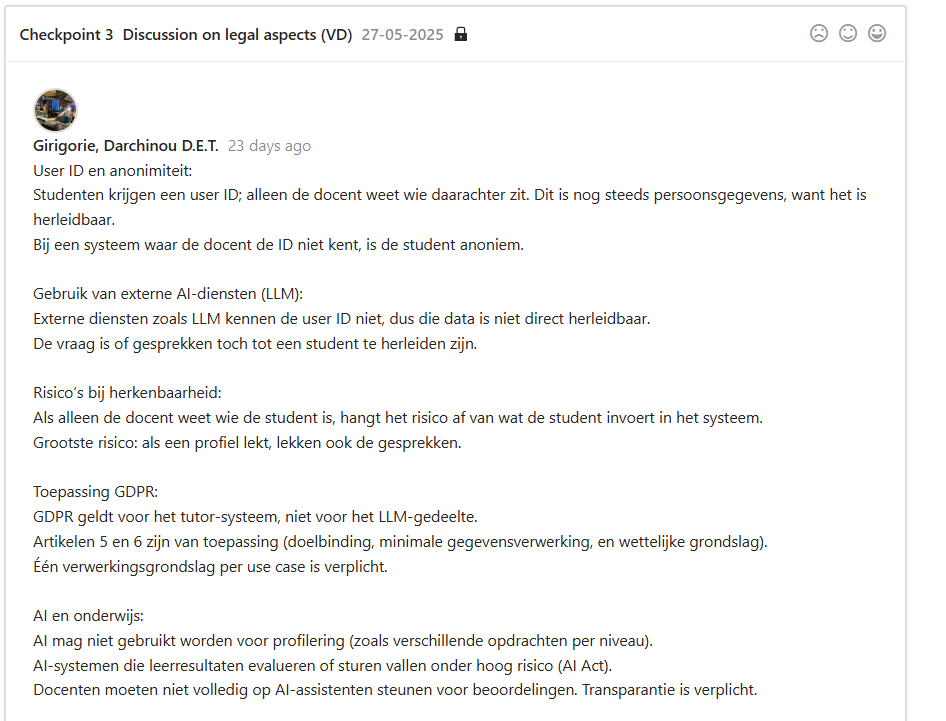 Checkpoint 3 Discussion on legal aspects (VD) 27-05-2025
Girigorie, Darchinou D.E.T. 23 days ago
User ID en anonimiteit:
Studenten krijgen een user ID; alleen de docent weet wie daarachter zit. Dit is nog steeds persoonsgegevens, want het is
herleidbaar.
Bij een systeem waar de docent de ID niet kent, is de student anoniem.
Gebruik van externe AI-diensten (LLM):
Externe diensten zoals LLM kennen de user ID niet, dus die data is niet direct herleidbaar.
De vraag is of gesprekken toch tot een student te herleiden zijn.
Risico's bij herkenbaarheid:
Als alleen de docent weet wie de student is, hangt het risico af van wat de student invoert in het systeem.
Grootste risico: als een profiel lekt, lekken ook de gesprekken.
Toepassing GDPR:
GDPR geldt voor het tutor-systeem, niet voor het LLM-gedeelte.
Artikelen 5 en 6 zijn van toepassing (doelbinding, minimale gegevensverwerking, en wettelijke grondslag).
Één verwerkingsgrondslag per use case is verplicht.
AI en onderwijs:
AI mag niet gebruikt worden voor profilering (zoals verschillende opdrachten per niveau).
AI-systemen die leerresultaten evalueren of sturen vallen onder hoog risico (AI Act).
Docenten moeten niet volledig op AI-assistenten steunen voor beoordelingen. Transparantie is verplicht.